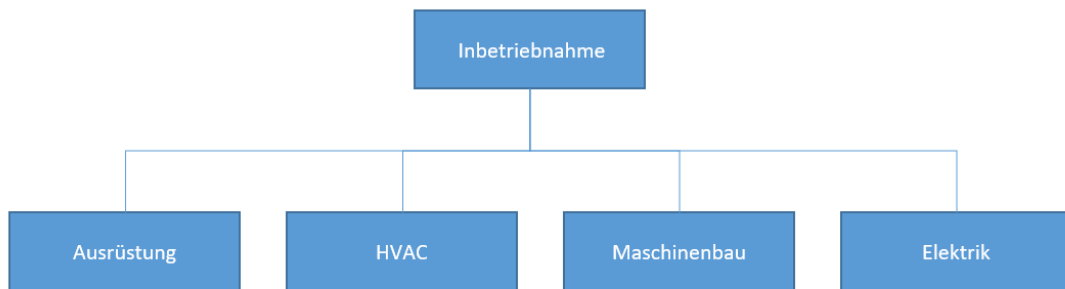 Inbetriebnahme
Ausrüstung
HVAC
Maschinenbau
Elektrik